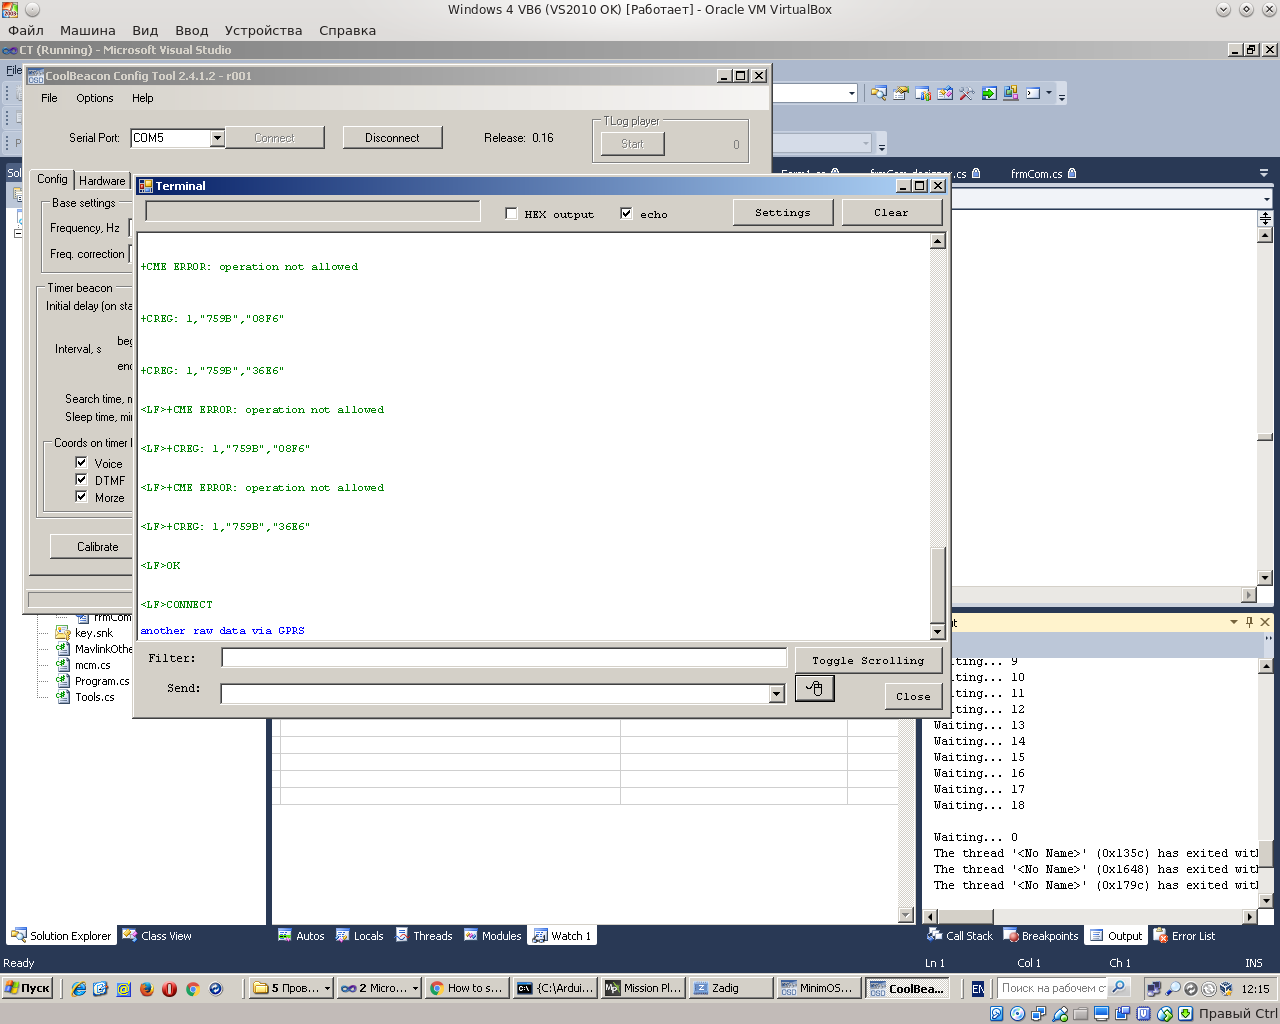 Windows 4 VB6 (VS2010 OK) [Работает] - Oracle VM VirtualBox
Файл Машина Вид Ввод Устройства Справка
CT (Running) - Microsoft Visual Studio
File
CoolBeacon Config Tool 2.4.1.2 - r001
File Options Help
Serial Port: COM5 Connect Disconnect Release: 0.16
TLog player
Start 0
frmCom.cs
Config Hardware
Terminal
HEX output echo Settings Clear
Base settings
Frequency, Hz
Freq. correction
Timer beacon
Initial delay (on sta
Interval, s
beg
end
Search time, m
Sleep time, min
Coords on timer
Voice
DTMF
Morze
Calibrate
+CME ERROR: operation not allowed
+CREG: 1,"759B","08F6"
+CREG: 1,"759B","36E6"
<LF>+CME ERROR: operation not allowed
<LF>+CREG: 1,"759B","08F6"
<LF>+CME ERROR: operation not allowed
<LF>+CREG: 1,"759B","36E6"
<LF>OK
<LF>CONNECT
another raw data via GPRS
Filter: Toggle Scrolling
Send: Close
frmCom
key.snk
MavlinkOthe
mcm.cs
Program.cs
Tools.cs
iting... 9
iting... 10
iting... 11
iting... 12
Waiting... 13
Waiting... 14
Waiting... 15
Waiting... 16
Waiting... 17
Waiting... 18
Waiting... 0
The thread '<No Name>' (0x135c) has exited with
The thread '<No Name>' (0x1648) has exited with
The thread '<No Name>' (0x179c) has exited with
Solution Explorer Class View Autos Locals Threads Modules Watch 1 Call Stack Breakpoints Output Error List
Ready Ln 1 Col 1 Ch 1 INS
Пуск 5 Пров... 2 Micro... How to s... {C:\Ardui... Mission Pl... Zadig MinimOS... CoolBea... EN Поиск на рабочем с 12:15
Правый Ctrl